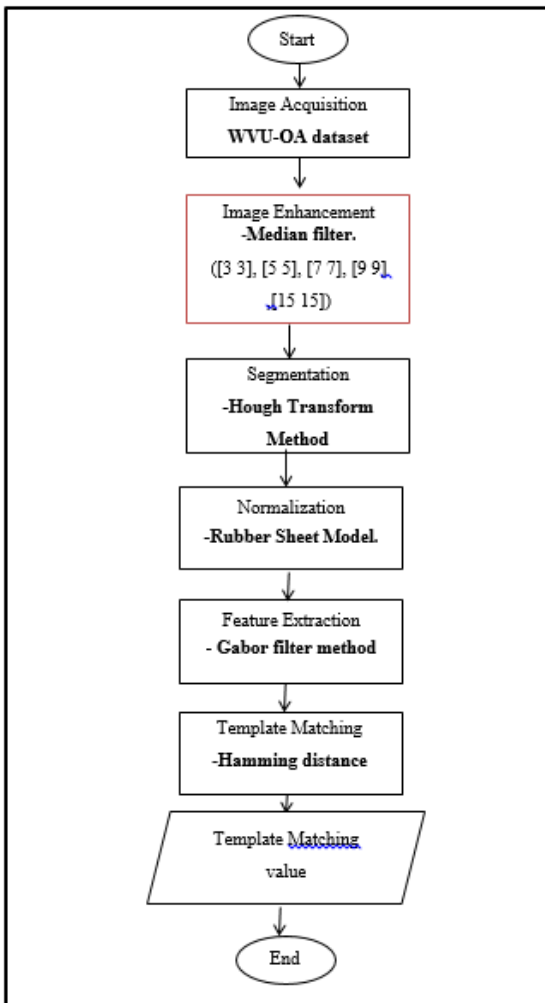 Start
Image Acquisition
WVU-OA dataset
Image Enhancement
-Median filter.
([3 3], [5 5], [7 7], [9 9]
,[15 15])
Segmentation
-Hough Transform
Method
Normalization
-Rubber Sheet Model.
Feature Extraction
- Gabor filter method
Template Matching
-Hamming distance
Template Matching
value
End